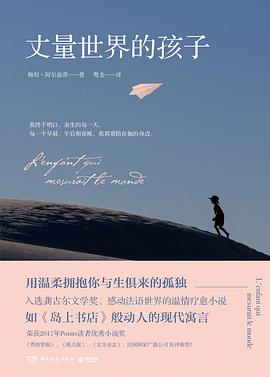 丈量世界的孩子
梅坦·阿尔迪蒂——著 樊龙——译
我终于明白，余生的每一天，
每一个早晨、午后和夜晚，我都要陪在他的身边。
L'enfant qui
mesurait le monde
用温柔拥抱你与生俱来的孤独
入选龚古尔文学奖、感动法语世界的温情疗愈小说
如《岛上书店》般动人的现代寓言
荣获2017年Points读者优秀小说奖
L'enfant qui
mesurait le monde